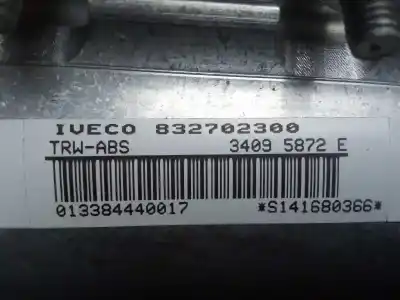 IVECO 832702300
TRW-ABS 3409 5872 E
013384440017 *S141680366*